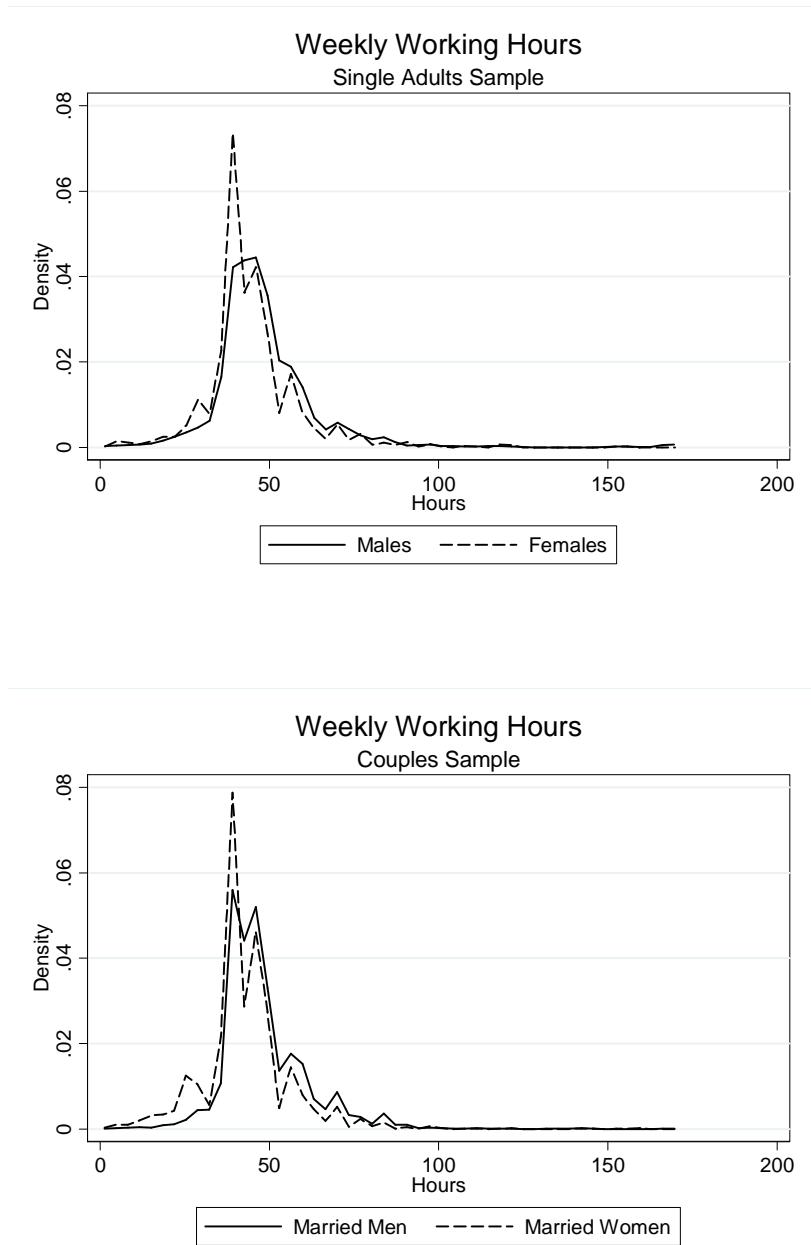 Weekly Working Hours
Single Adults Sample
.08
.06
.04
.02
0
Density
0 50 100 150 200
Hours
Males Females
Weekly Working Hours
Couples Sample
.08
.06
.04
.02
0
Density
0 50 100 150 200
Hours
Married Men Married Women